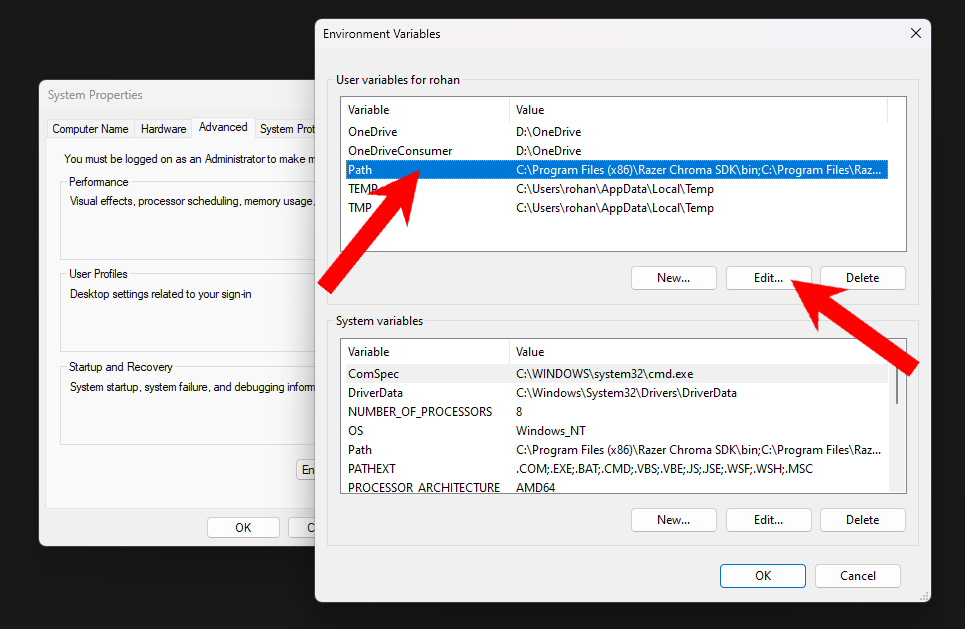 System Properties
Computer Name Hardware Advanced System Prot
You must be logged on as an Administrator to make m
Performance
Visual effects, processor scheduling, memory usage,
User Profiles
Desktop settings related to your sign-in
Startup and Recovery
System startup, system failure, and debugging inform
En
OK C
Environment Variables
User variables for rohan
Variable Value
OneDrive D:\OneDrive
OneDriveConsumer D:\OneDrive
Path C:\Program Files (x86)\Razer Chroma SDK\bin;C:\Program Files\Raz...
TEMP C:\Users\rohan\AppData\Local\Temp
TMP C:\Users\rohan\AppData\Local\Temp
New... Edit... Delete
System variables
Variable Value
ComSpec C:\WINDOWS\system32\cmd.exe
DriverData C:\Windows\System32\Drivers\DriverData
NUMBER_OF_PROCESSORS 8
OS Windows_NT
Path C:\Program Files (x86)\Razer Chroma SDK\bin;C:\Program Files\Raz...
PATHEXT .COM;.EXE;.BAT;.CMD;.VBS;.VBE;.JS;.JSE;.WSF;.WSH;.MSC
PROCESSOR_ARCHITECTURE AMD64
New... Edit... Delete
OK Cancel